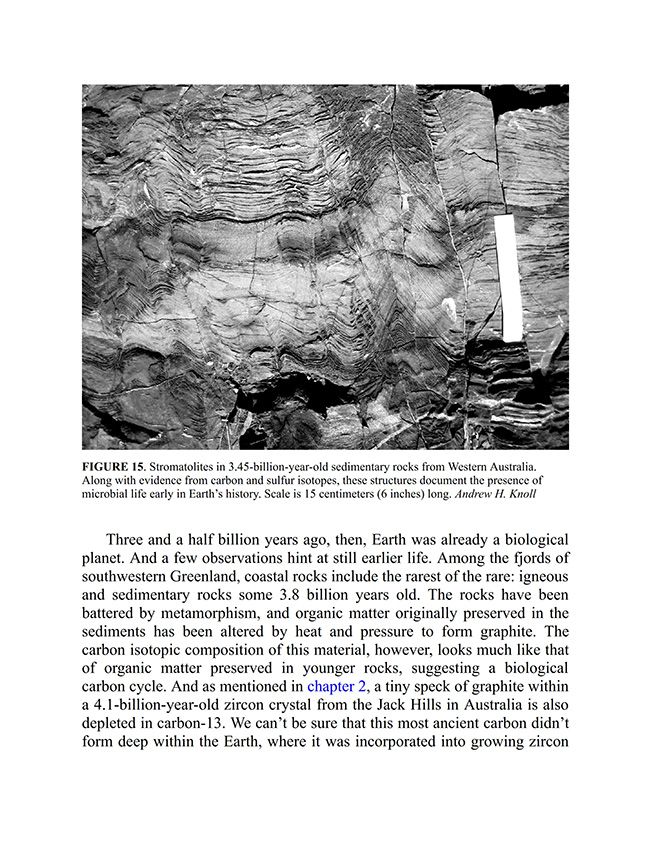 FIGURE 15. Stromatolites in 3.45-billion-year-old sedimentary rocks from Western Australia.
Along with evidence from carbon and sulfur isotopes, these structures document the presence of
microbial life early in Earth’s history. Scale is 15 centimeters (6 inches) long. Andrew H. Knoll
Three and a half billion years ago, then, Earth was already a biological
planet. And a few observations hint at still earlier life. Among the fjords of
southwestern Greenland, coastal rocks include the rarest of the rare: igneous
and sedimentary rocks some 3.8 billion years old. The rocks have been
battered by metamorphism, and organic matter originally preserved in the
sediments has been altered by heat and pressure to form graphite. The
carbon isotopic composition of this material, however, looks much like that
of organic matter preserved in younger rocks, suggesting a biological
carbon cycle. And as mentioned in chapter 2, a tiny speck of graphite within
a 4.1-billion-year-old zircon crystal from the Jack Hills in Australia is also
depleted in carbon-13. We can’t be sure that this most ancient carbon didn’t
form deep within the Earth, where it was incorporated into growing zircon